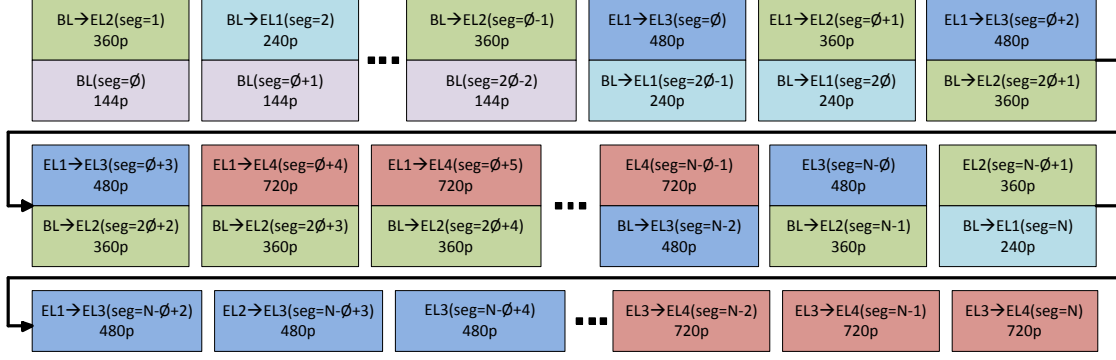 BL→EL2(seg=1)
360p
BL(seg=Ø)
144p
BL→EL1(seg=2)
240p
BL(seg=Ø+1)
144p
BL→EL2(seg=Ø-1)
360p
BL(seg=2Ø-2)
144p
EL1→EL3(seg=Ø)
480p
BL→EL1(seg=2Ø-1)
240p
EL1→EL2(seg=Ø+1)
360p
BL→EL1(seg=2Ø)
240p
EL1→EL3(seg=Ø+2)
480p
BL→EL2(seg=2Ø+1)
360p
EL1→EL3(seg=Ø+3)
480p
BL→EL2(seg=2Ø+2)
360p
EL1→EL4(seg=Ø+4)
720p
BL→EL2(seg=2Ø+3)
360p
EL1→EL4(seg=Ø+5)
720p
BL→EL2(seg=2Ø+4)
360p
EL4(seg=N-Ø-1)
720p
BL→EL3(seg=N-2)
480p
EL3(seg=N-Ø)
480p
BL→EL2(seg=N-1)
360p
EL2(seg=N-Ø+1)
360p
BL→EL1(seg=N)
240p
EL1→EL3(seg=N-Ø+2)
480p
EL2→EL3(seg=N-Ø+3)
480p
EL3(seg=N-Ø+4)
480p
EL3→EL4(seg=N-2)
720p
EL3→EL4(seg=N-1)
720p
EL3→EL4(seg=N)
720p